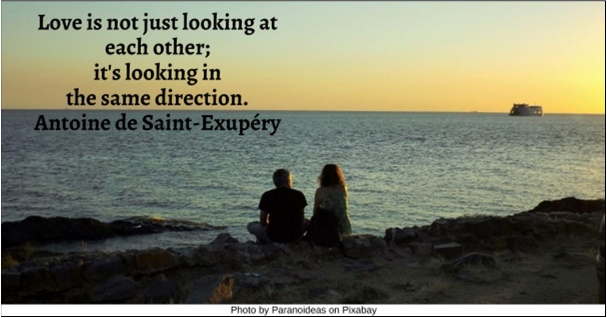 Love is not just looking at
each other;
it's looking in
the same direction.
Antoine de Saint-Exupéry
Photo by Paranoideas on Pixabay